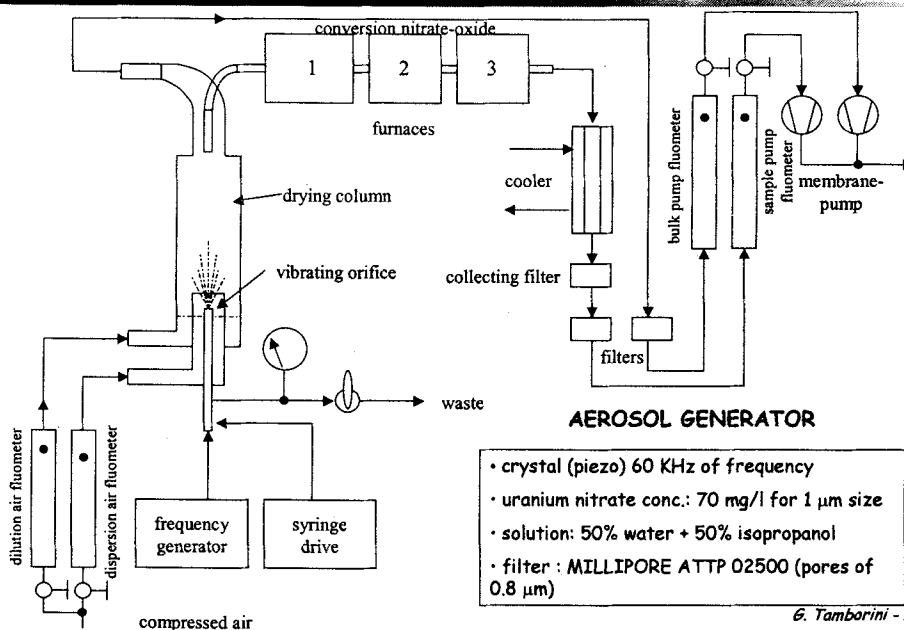 conversion nitrate-oxide
1
2
3
furnaces
drying column
cooler
vibrating orifice
collecting filter
filters
bulk pump fluometer
sample pump
fluometer
membrane-
pump
waste
dilution air fluometer
dispersion air fluometer
frequency
generator
syringe
drive
compressed air
AEROSOL GENERATOR
• crystal (piezo) 60 KHz of frequency
• uranium nitrate conc.: 70 mg/l for 1 μm size
• solution: 50% water + 50% isopropanol
• filter : MILLIPORE ATTP 02500 (pores of
0.8 μm)
G. Tamborini -